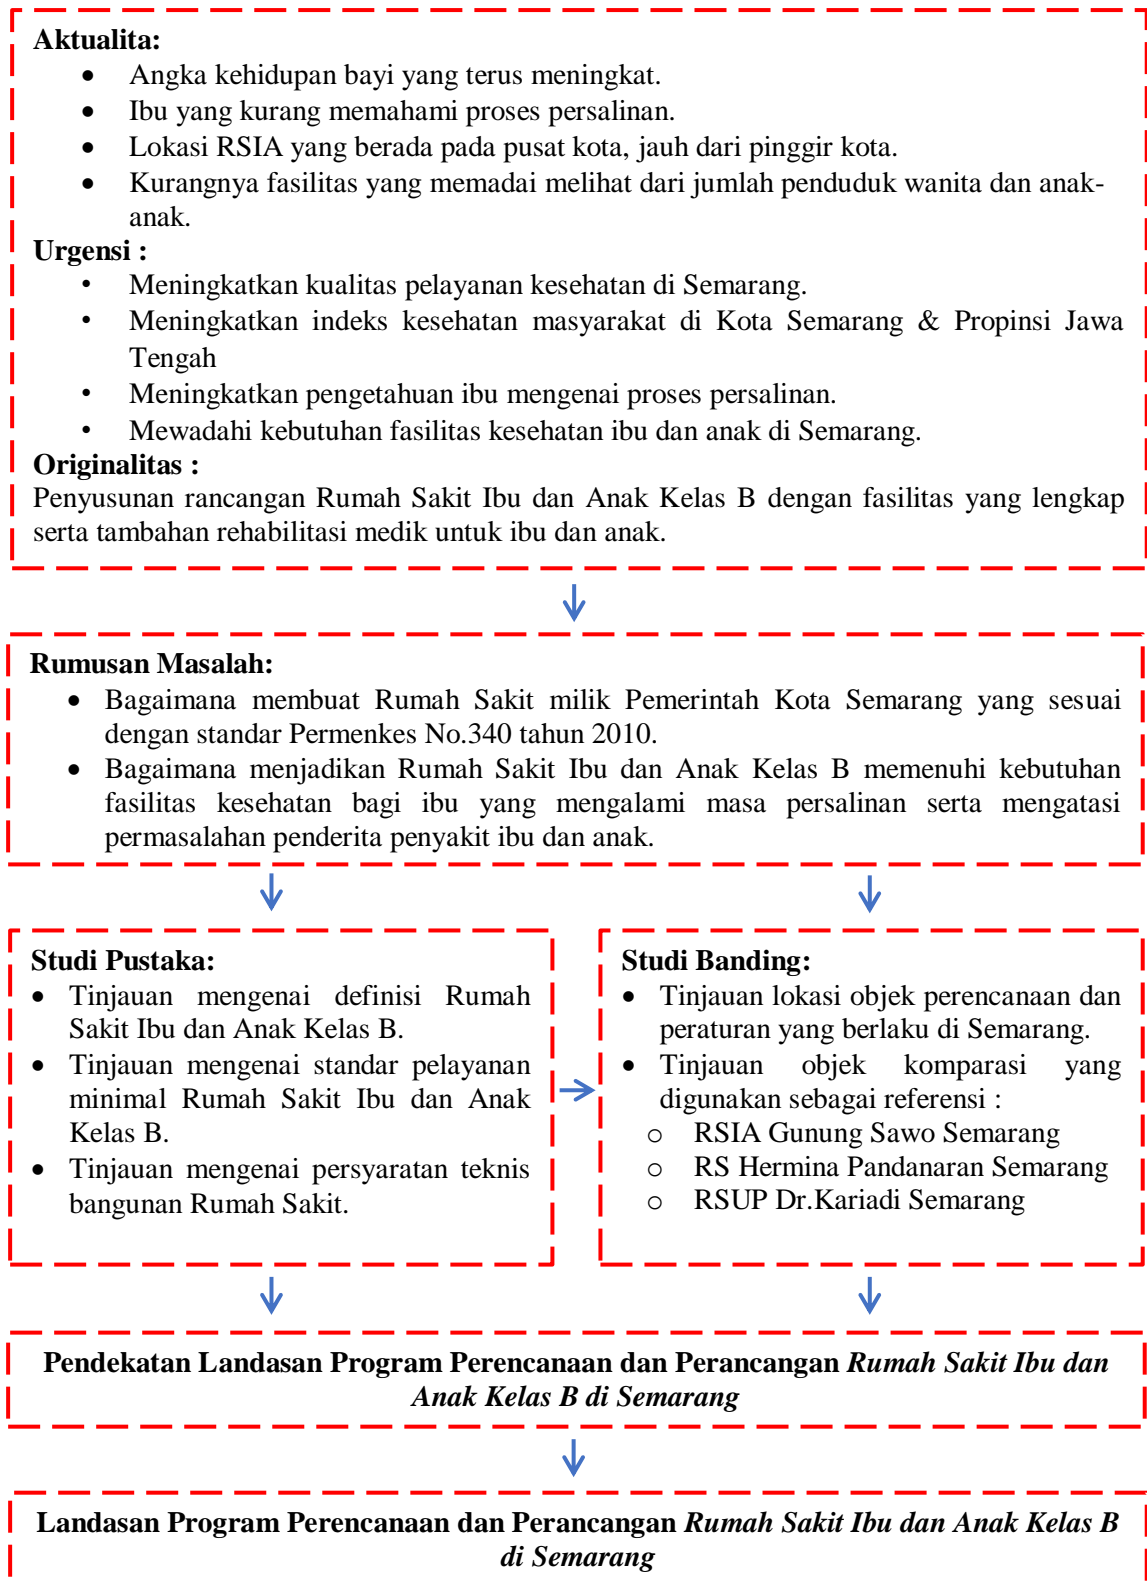 Aktualita:
• Angka kehidupan bayi yang terus meningkat.
• Ibu yang kurang memahami proses persalinan.
• Lokasi RSIA yang berada pada pusat kota, jauh dari pinggir kota.
• Kurangnya fasilitas yang memadai melihat dari jumlah penduduk wanita dan anak-
anak.
Urgensi :
• Meningkatkan kualitas pelayanan kesehatan di Semarang.
• Meningkatkan indeks kesehatan masyarakat di Kota Semarang & Propinsi Jawa
Tengah
• Meningkatkan pengetahuan ibu mengenai proses persalinan.
• Mewadahi kebutuhan fasilitas kesehatan ibu dan anak di Semarang.
Originalitas :
Penyusunan rancangan Rumah Sakit Ibu dan Anak Kelas B dengan fasilitas yang lengkap
serta tambahan rehabilitasi medik untuk ibu dan anak.
Rumusan Masalah:
• Bagaimana membuat Rumah Sakit milik Pemerintah Kota Semarang yang sesuai
dengan standar Permenkes No.340 tahun 2010.
• Bagaimana menjadikan Rumah Sakit Ibu dan Anak Kelas B memenuhi kebutuhan
fasilitas kesehatan bagi ibu yang mengalami masa persalinan serta mengatasi
permasalahan penderita penyakit ibu dan anak.
Studi Pustaka:
• Tinjauan mengenai definisi Rumah
Sakit Ibu dan Anak Kelas B.
• Tinjauan mengenai standar pelayanan
minimal Rumah Sakit Ibu dan Anak
Kelas B.
• Tinjauan mengenai persyaratan teknis
bangunan Rumah Sakit.
Studi Banding:
• Tinjauan lokasi objek perencanaan dan
peraturan yang berlaku di Semarang.
• Tinjauan objek komparasi yang
digunakan sebagai referensi :
o RSIA Gunung Sawo Semarang
o RS Hermina Pandanaran Semarang
o RSUP Dr.Kariadi Semarang
Pendekatan Landasan Program Perencanaan dan Perancangan Rumah Sakit Ibu dan
Anak Kelas B di Semarang
Landasan Program Perencanaan dan Perancangan Rumah Sakit Ibu dan Anak Kelas B
di Semarang